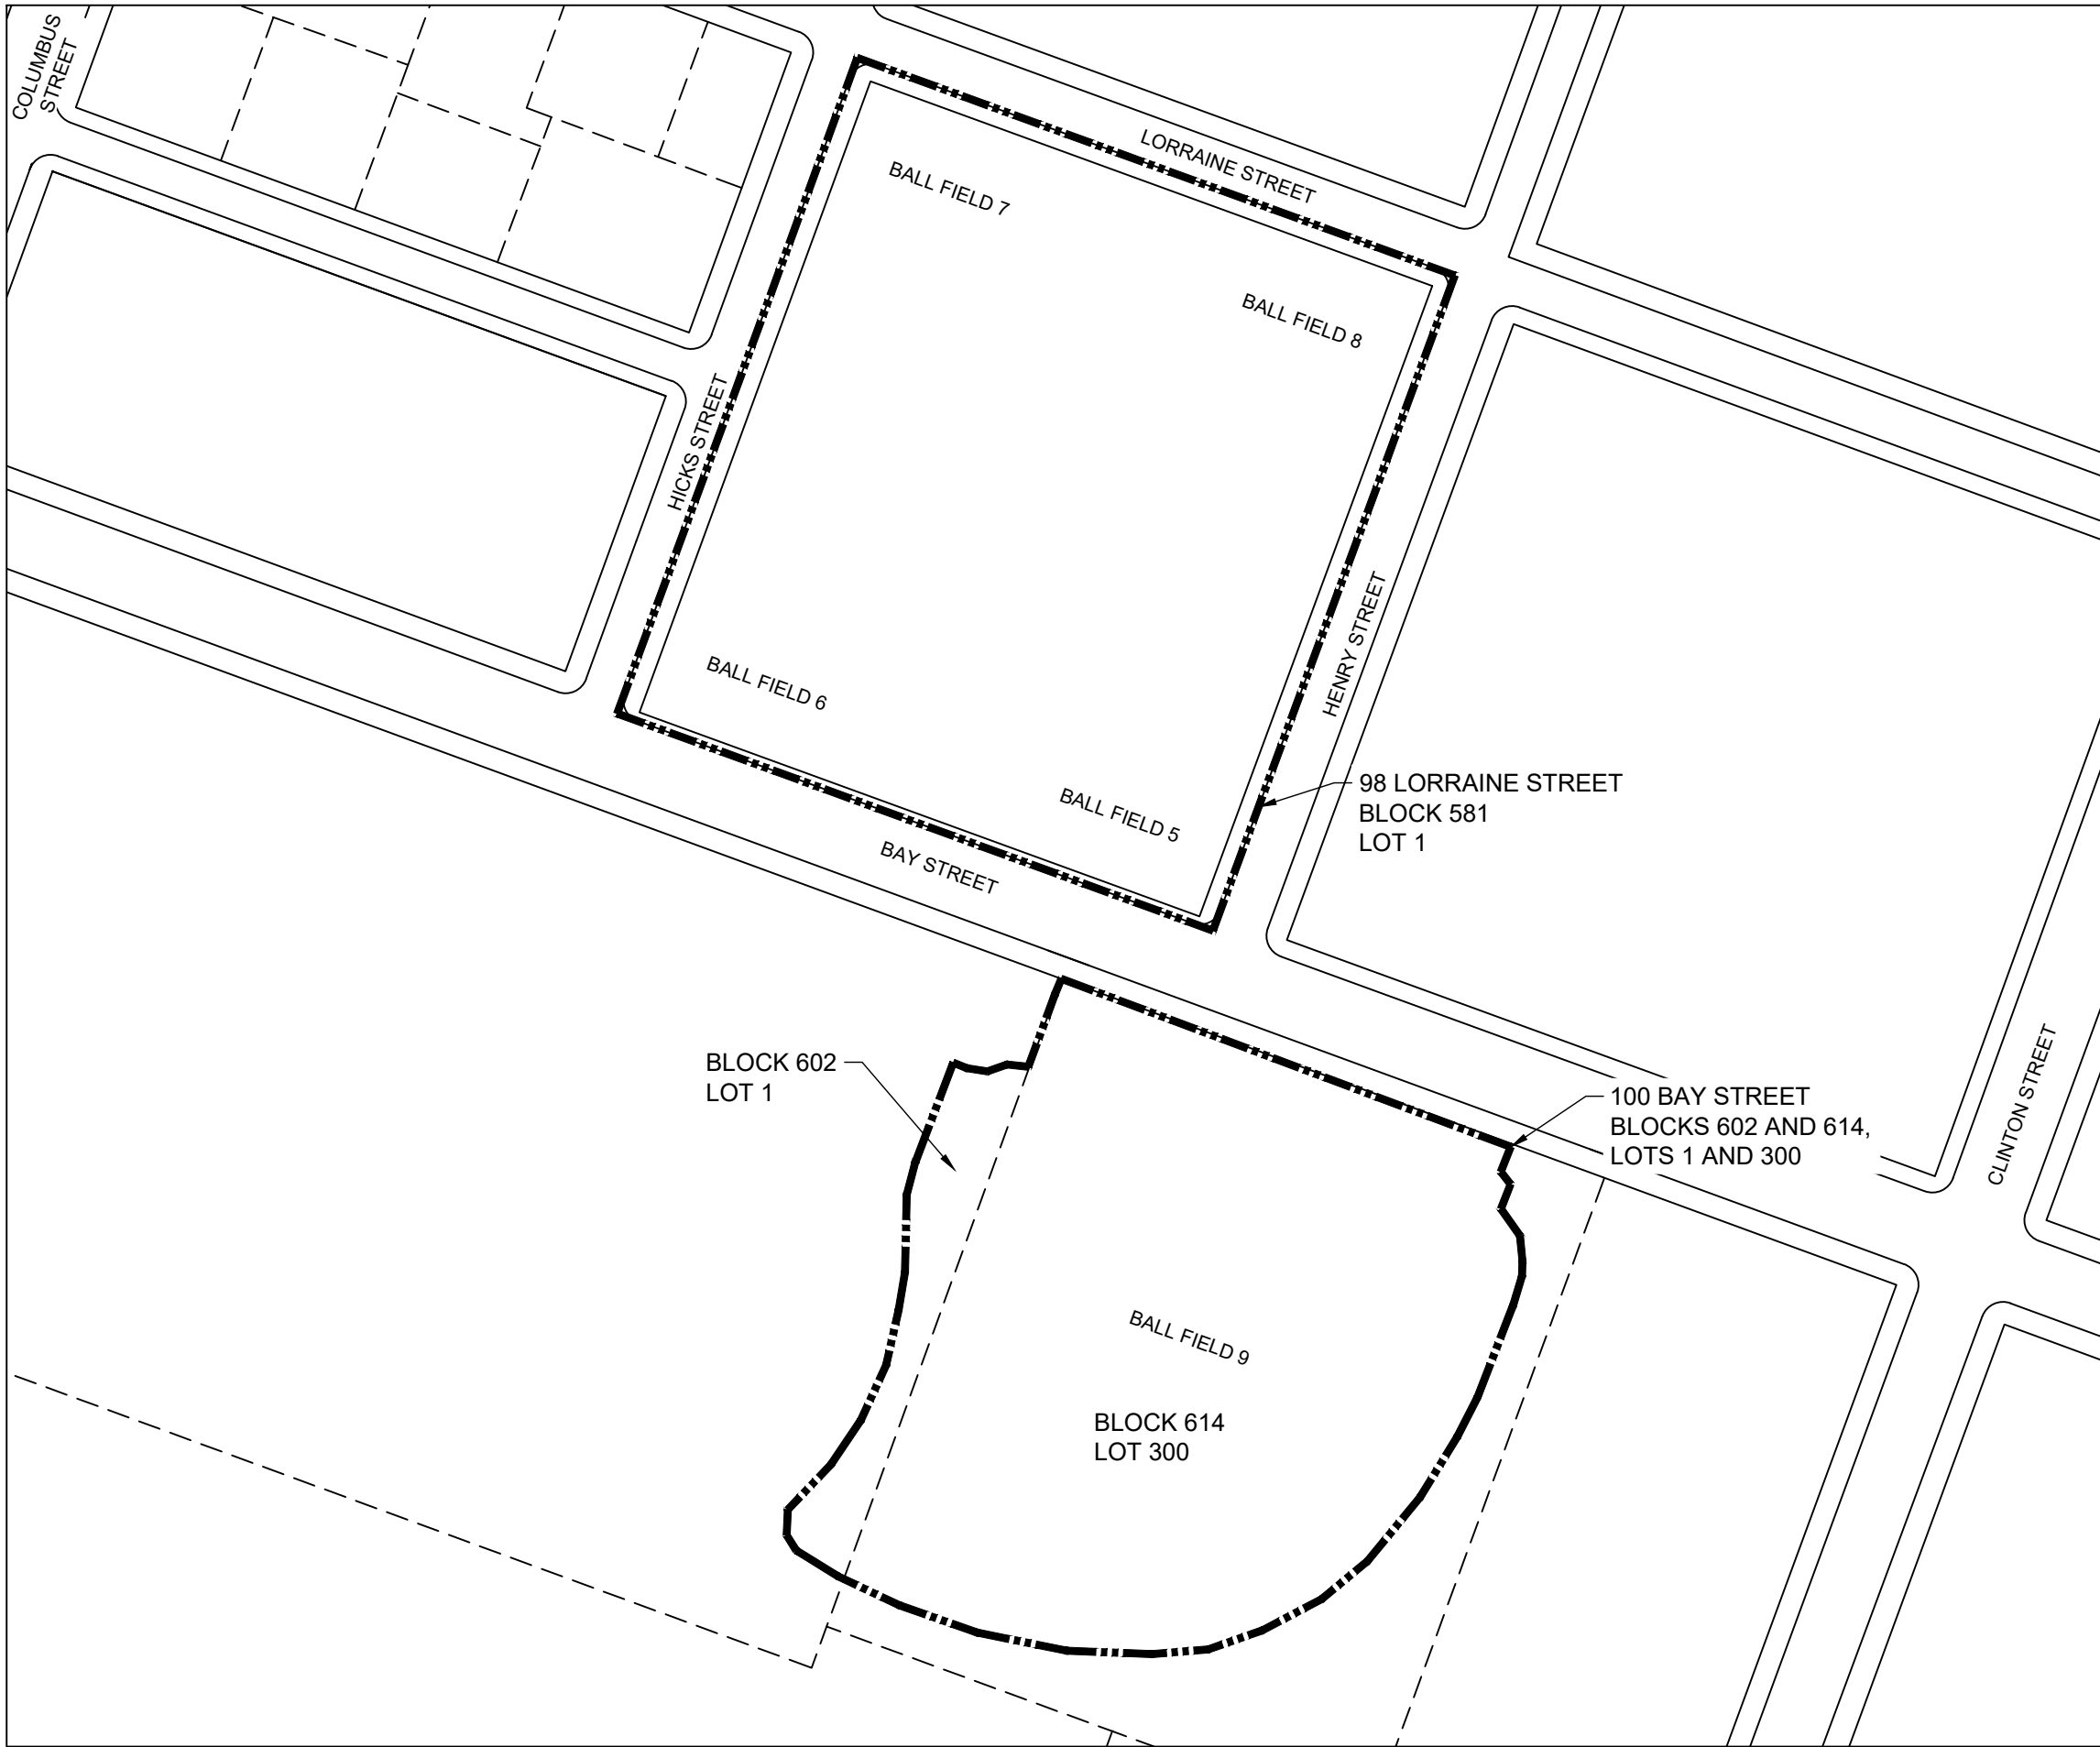 COLUMBUS
STREET
LORRAINE STREET
BALL FIELD 7
BALL FIELD 8
HICKS STREET
HENRY STREET
BALL FIELD 6
98 LORRAINE STREET
BLOCK 581
LOT 1
BALL FIELD 5
BAY STREET
BLOCK 602
LOT 1
100 BAY STREET
BLOCKS 602 AND 614,
LOTS 1 AND 300
CLINTON STREET
BALL FIELD 9
BLOCK 614
LOT 300